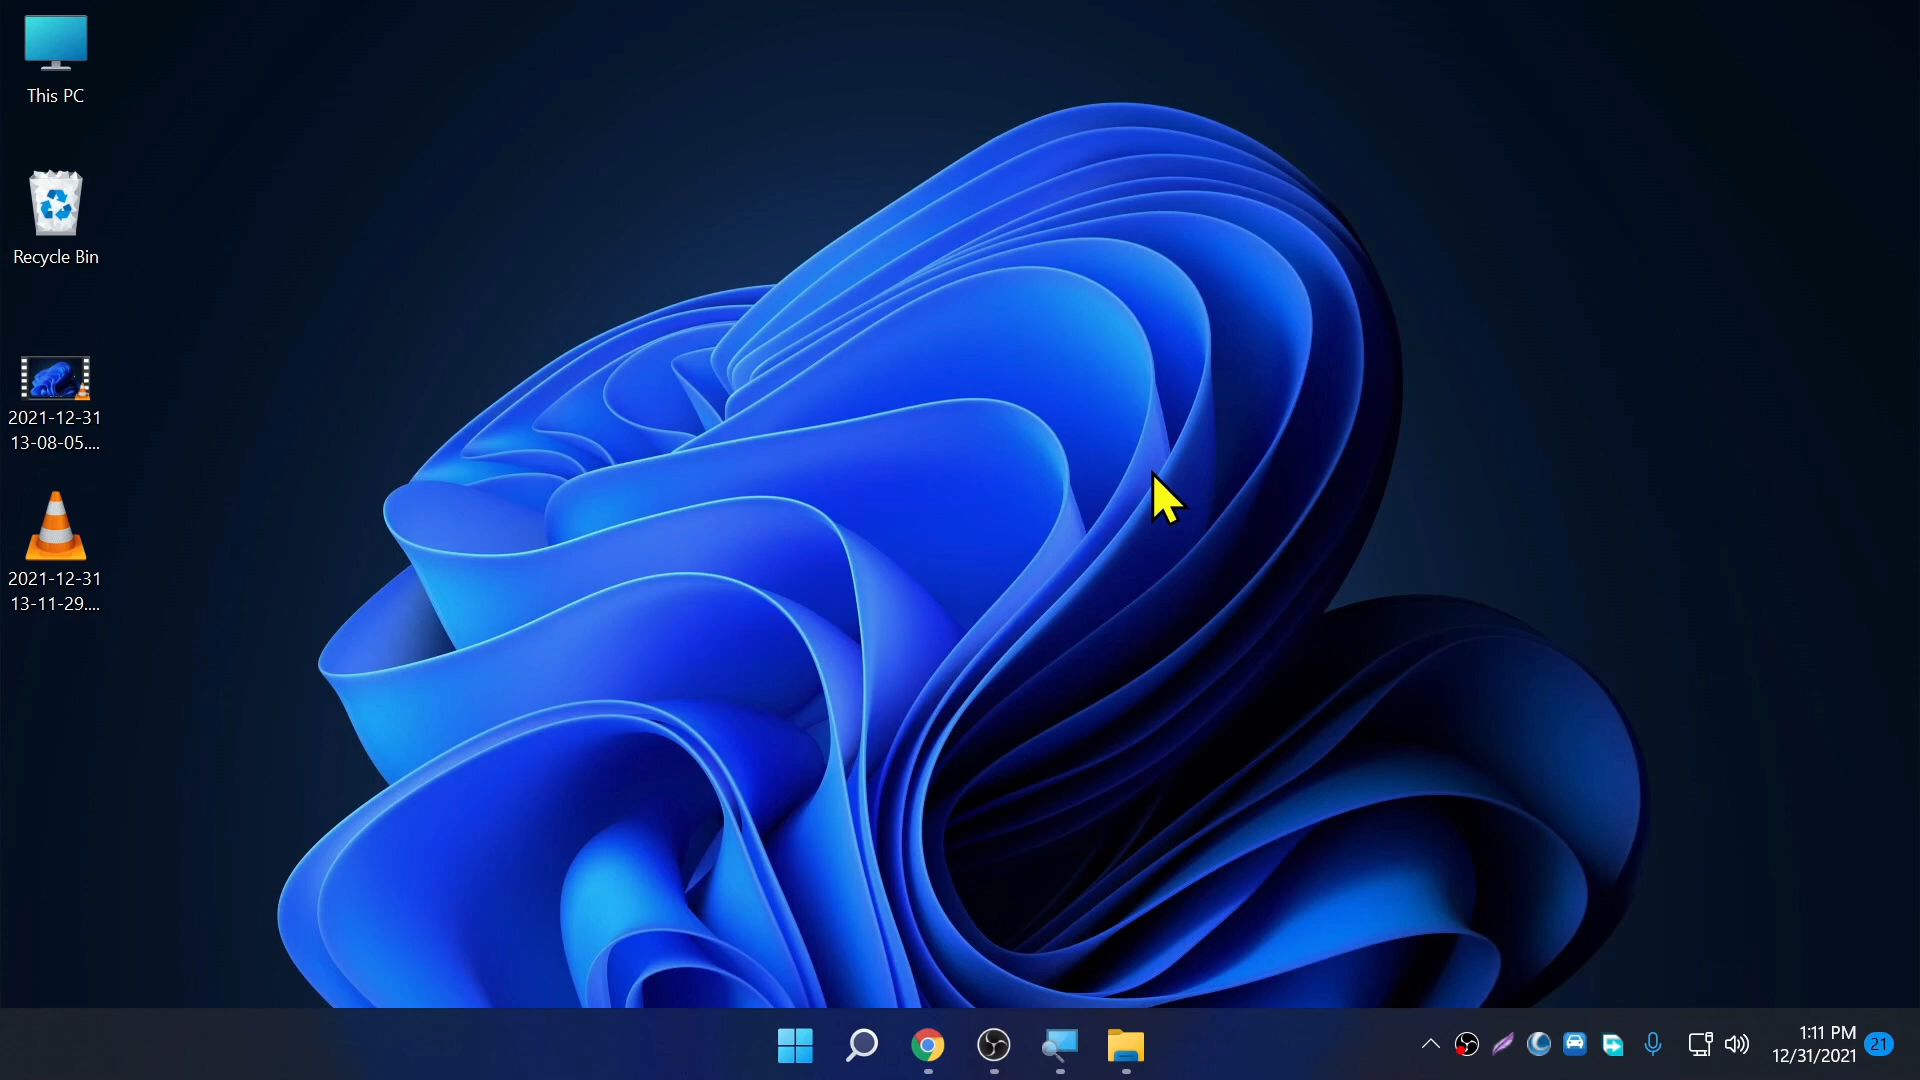 This PC
Recycle Bin
2021-12-31
13-08-05....
2021-12-31
13-11-29....
1:11 PM
12/31/2021
21